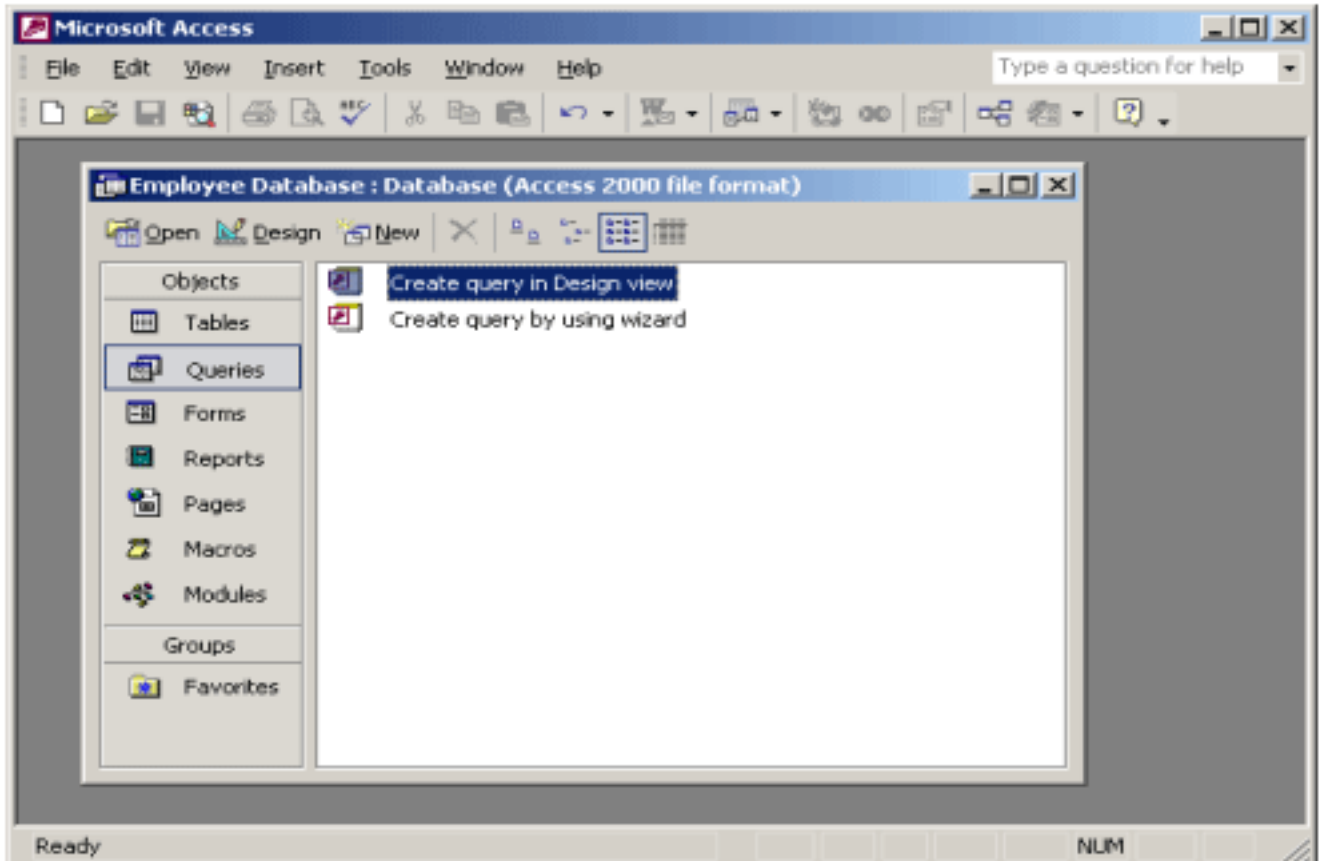 Microsoft Access
File Edit View Insert Tools Window Help Type a question for help
Employee Database : Database (Access 2000 file format)
Open Design New
Objects
Tables
Queries
Forms
Reports
Pages
Macros
Modules
Groups
Favorites
Create query in Design view
Create query by using wizard
Ready NUM